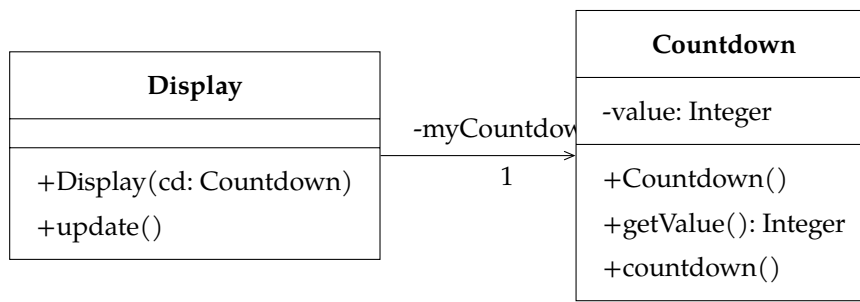 Display
+Display(cd: Countdown)
+update()
-myCountdow
1
Countdown
-value: Integer
+Countdown()
+getValue(): Integer
+countdown()